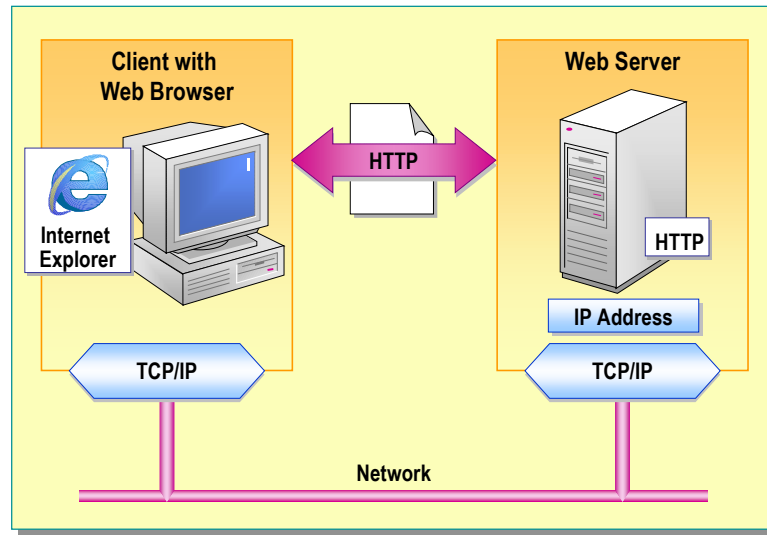 Client with
Web Browser
Internet
Explorer
TCP/IP
HTTP
Web Server
HTTP
IP Address
TCP/IP
Network